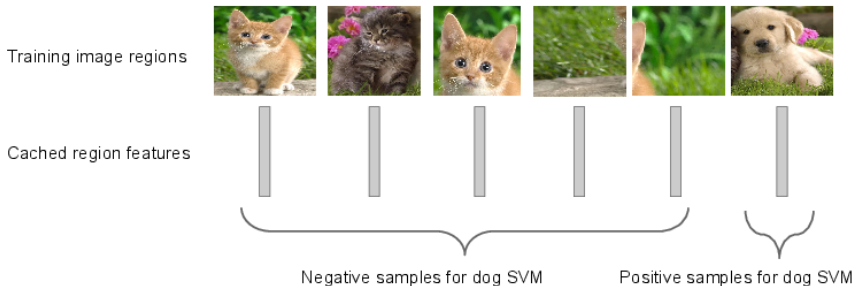 Training image regions
Cached region features
Negative samples for dog SVM
Positive samples for dog SVM